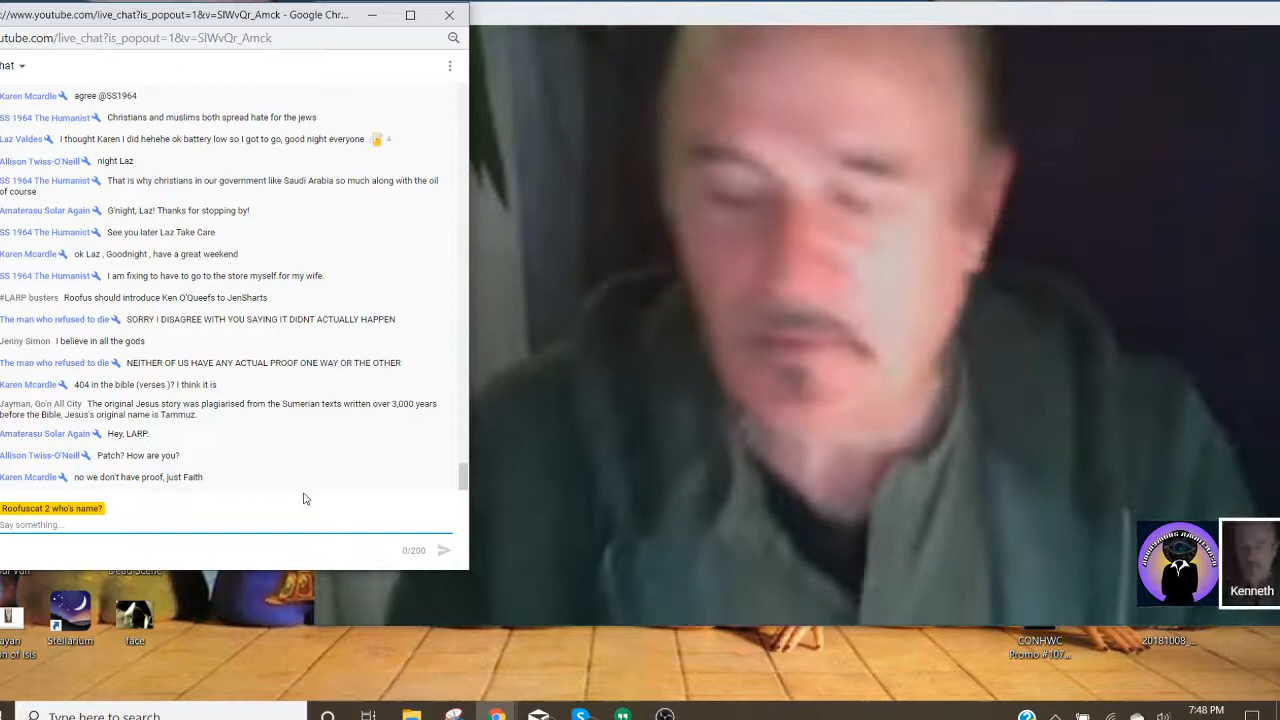 ://www.youtube.com/live_chat?is_popout=1&v=SlWvQr_Amck - Google Chr...
utube.com/live_chat?is_popout=1&v=SlWvQr_Amck
hat
Karen Mcardle agree @SS1964
SS 1964 The Humanist Christians and muslims both spread hate for the jews
Laz Valdes I thought Karen I did hehehe ok battery low so I got to go, good night everyone
Allison Twiss-O'Neill night Laz
SS 1964 The Humanist That is why christians in our government like Saudi Arabia so much along with the oil
of course
Amaterasu Solar Again G'night, Laz! Thanks for stopping by!
SS 1964 The Humanist See you later Laz Take Care
Karen Mcardle ok Laz , Goodnight , have a great weekend
SS 1964 The Humanist I am fixing to have to go to the store myself for my wife.
#LARP busters Roofus should introduce Ken O'Queefs to JenSharts
The man who refused to die SORRY I DISAGREE WITH YOU SAYING IT DIDNT ACTUALLY HAPPEN
Jenny Simon I believe in all the gods
The man who refused to die NEITHER OF US HAVE ANY ACTUAL PROOF ONE WAY OR THE OTHER
Karen Mcardle 404 in the bible (verses )? I think it is
Jayman, Go'n All City The original Jesus story was plagiarised from the Sumerian texts written over 3,000 years
before the Bible, Jesus's original name is Tammuz.
Amaterasu Solar Again Hey, LARP.
Allison Twiss-O'Neill Patch? How are you?
Karen Mcardle no we don't have proof, just Faith
Roofuscat 2 who's name?
Say something...
0/200
Kenneth
Dead Scene
ayan
on of Isis
Stellarium
face
CONHWC
Promo #107...
20181008_...
Type here to search
7:48 PM